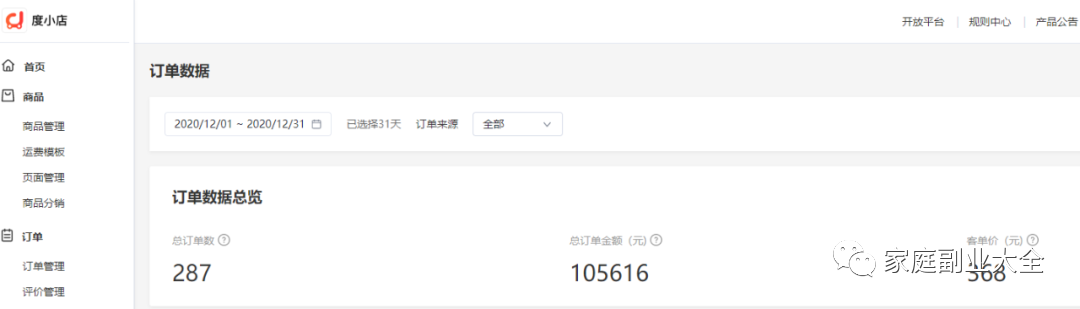 度小店
开放平台 规则中心 产品公告
首页
订单数据
商品
2020/12/01 ~ 2020/12/31 已选择31天 订单来源 全部
商品管理
运费模板
页面管理
订单数据总览
商品分销
订单
总订单数 总订单金额（元） 客单价（元）
订单管理
287 105616 368
家庭副业大全
评价管理